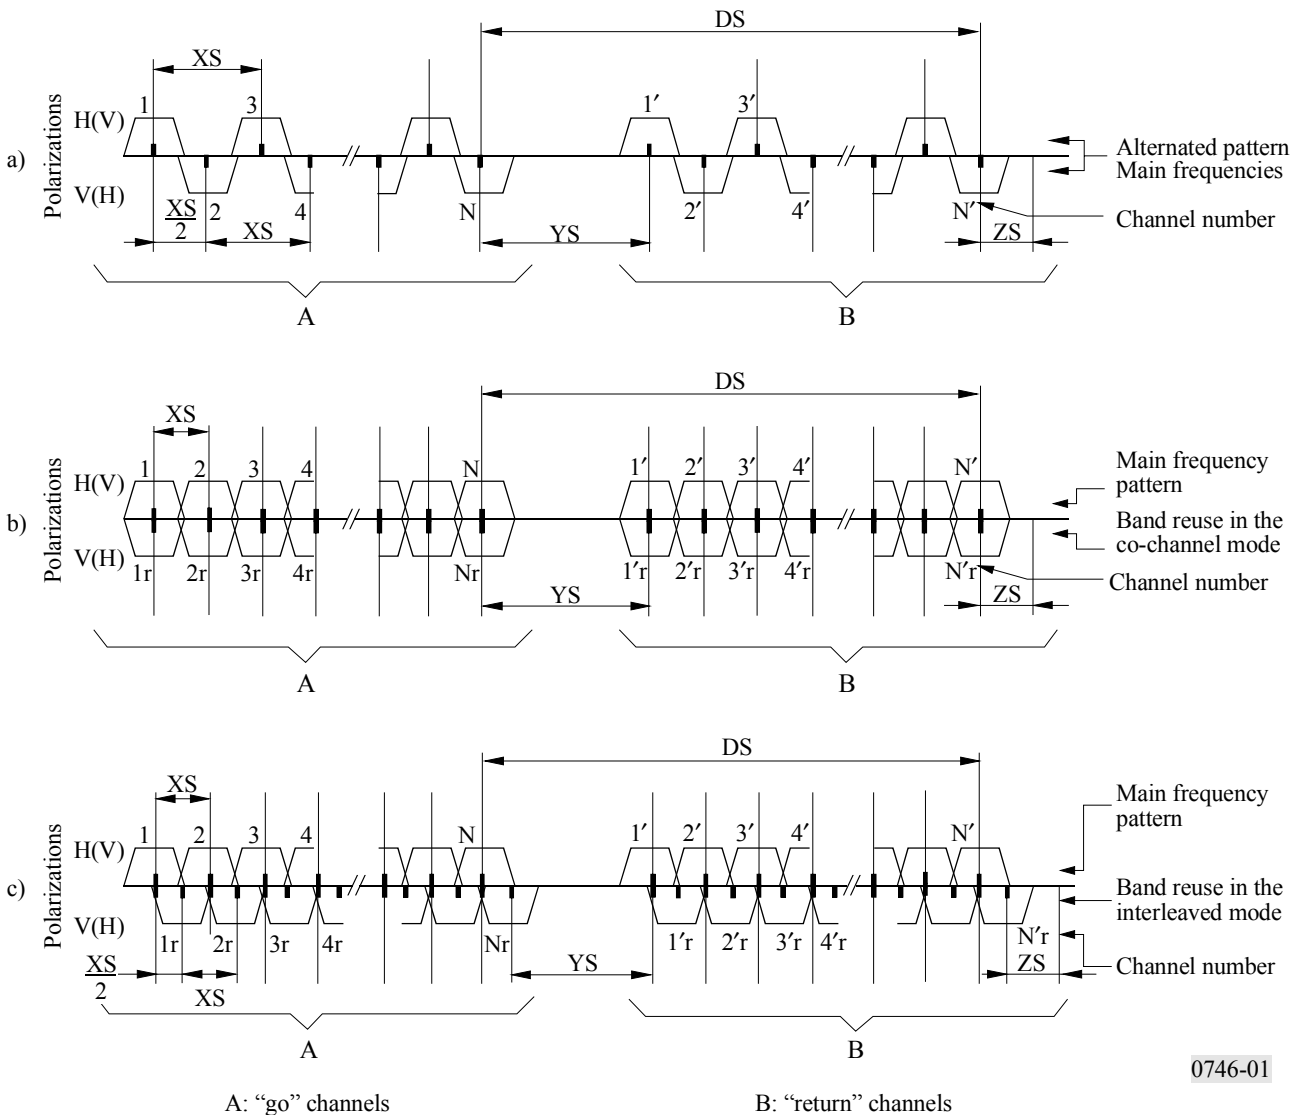 DS
XS
a)
Polarizations
H(V)
V(H)
1
3
1′
3′
Alternated pattern
Main frequencies
XS
2
2
XS
4
N
YS
2′
4′
N′
Channel number
ZS
A
B
DS
XS
b)
Polarizations
H(V)
V(H)
1
2
3
4
N
1′
2′
3′
4′
N′
Main frequency
pattern
Band reuse in the
co-channel mode
1r
2r
3r
4r
Nr
1′r
2′r
3′r
4′r
N′r
Channel number
YS
ZS
A
B
DS
XS
c)
Polarizations
H(V)
V(H)
1
2
3
4
N
1′
2′
3′
4′
N′
Main frequency
pattern
Band reuse in the
interleaved mode
1r
2r
3r
4r
Nr
1′r
2′r
3′r
4′r
N′r
XS
2
XS
YS
ZS
Channel number
A
B
0746-01
A: “go” channels
B: “return” channels